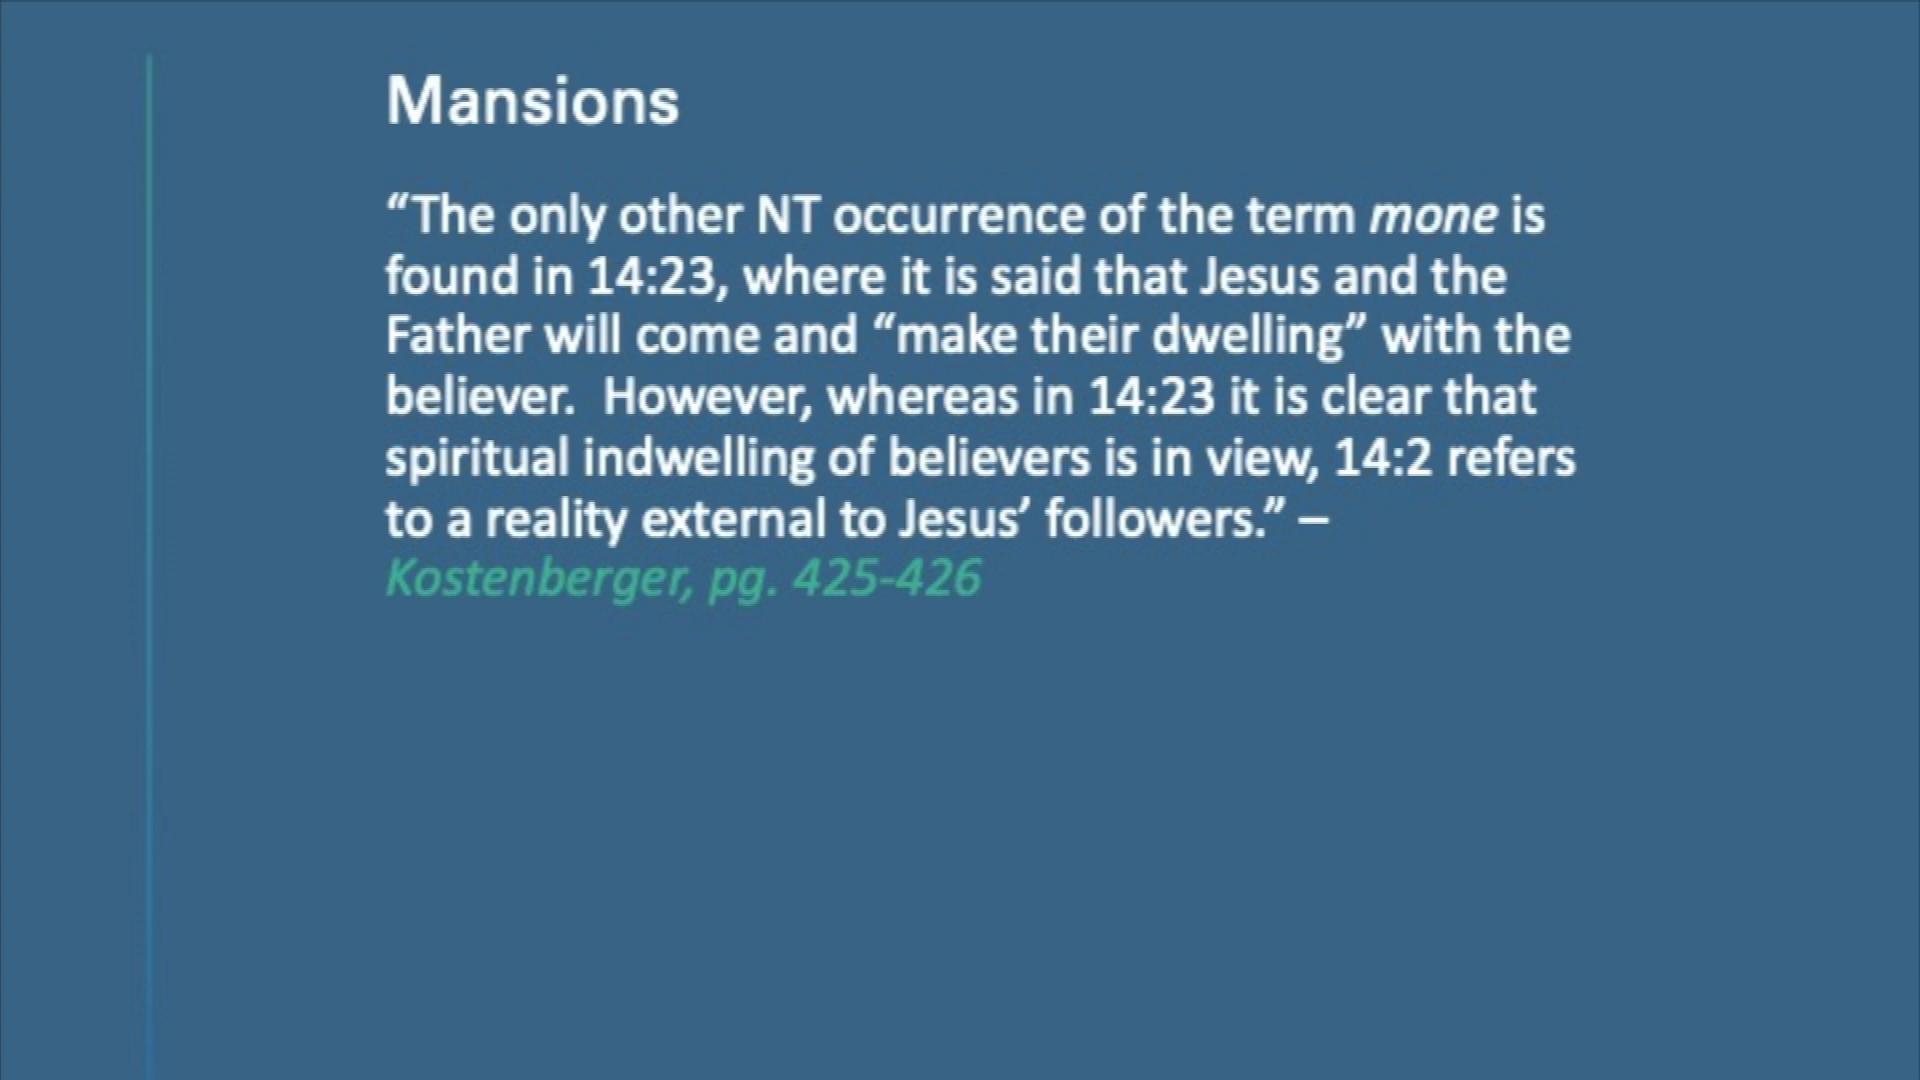 Mansions
“The only other NT occurrence of the term mone is
found in 14:23, where it is said that Jesus and the
Father will come and “make their dwelling” with the
believer.  However, whereas in 14:23 it is clear that
spiritual indwelling of believers is in view, 14:2 refers
to a reality external to Jesus’ followers.” –
Kostenberger, pg. 425-426